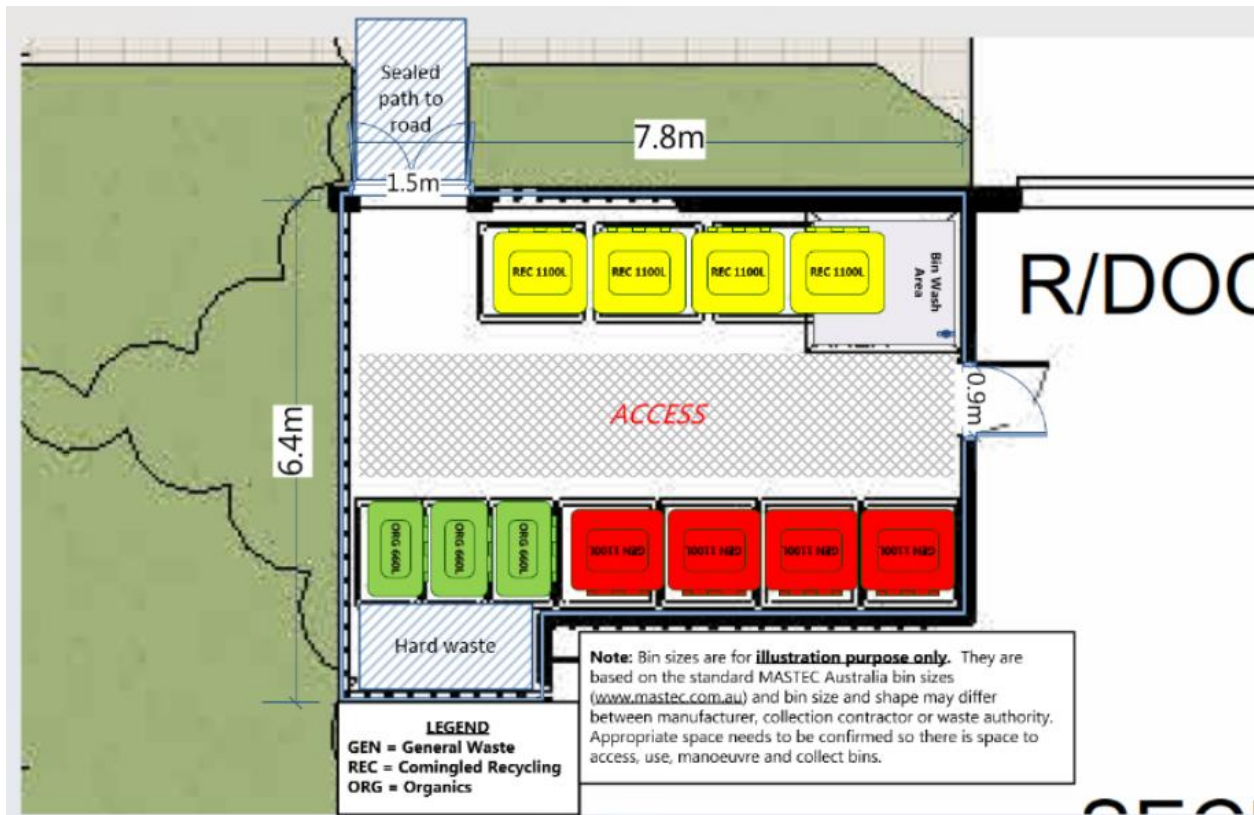 Sealed
path to
road
7.8m
1.5m
REC 1100L
REC 1100L
REC 1100L
REC 1100L
Bin Wash
Area
R/DOO
ACCESS
0.9m
6.4m
ORG 660L
ORG 660L
ORG 660L
GEN 1100L
GEN 1100L
GEN 1100L
GEN 1100L
Hard waste
Note: Bin sizes are for illustration purpose only. They are
based on the standard MASTEC Australia bin sizes
(www.mastec.com.au) and bin size and shape may differ
between manufacturer, collection contractor or waste authority.
Appropriate space needs to be confirmed so there is space to
access, use, manoeuvre and collect bins.
LEGEND
GEN = General Waste
REC = Comingled Recycling
ORG = Organics